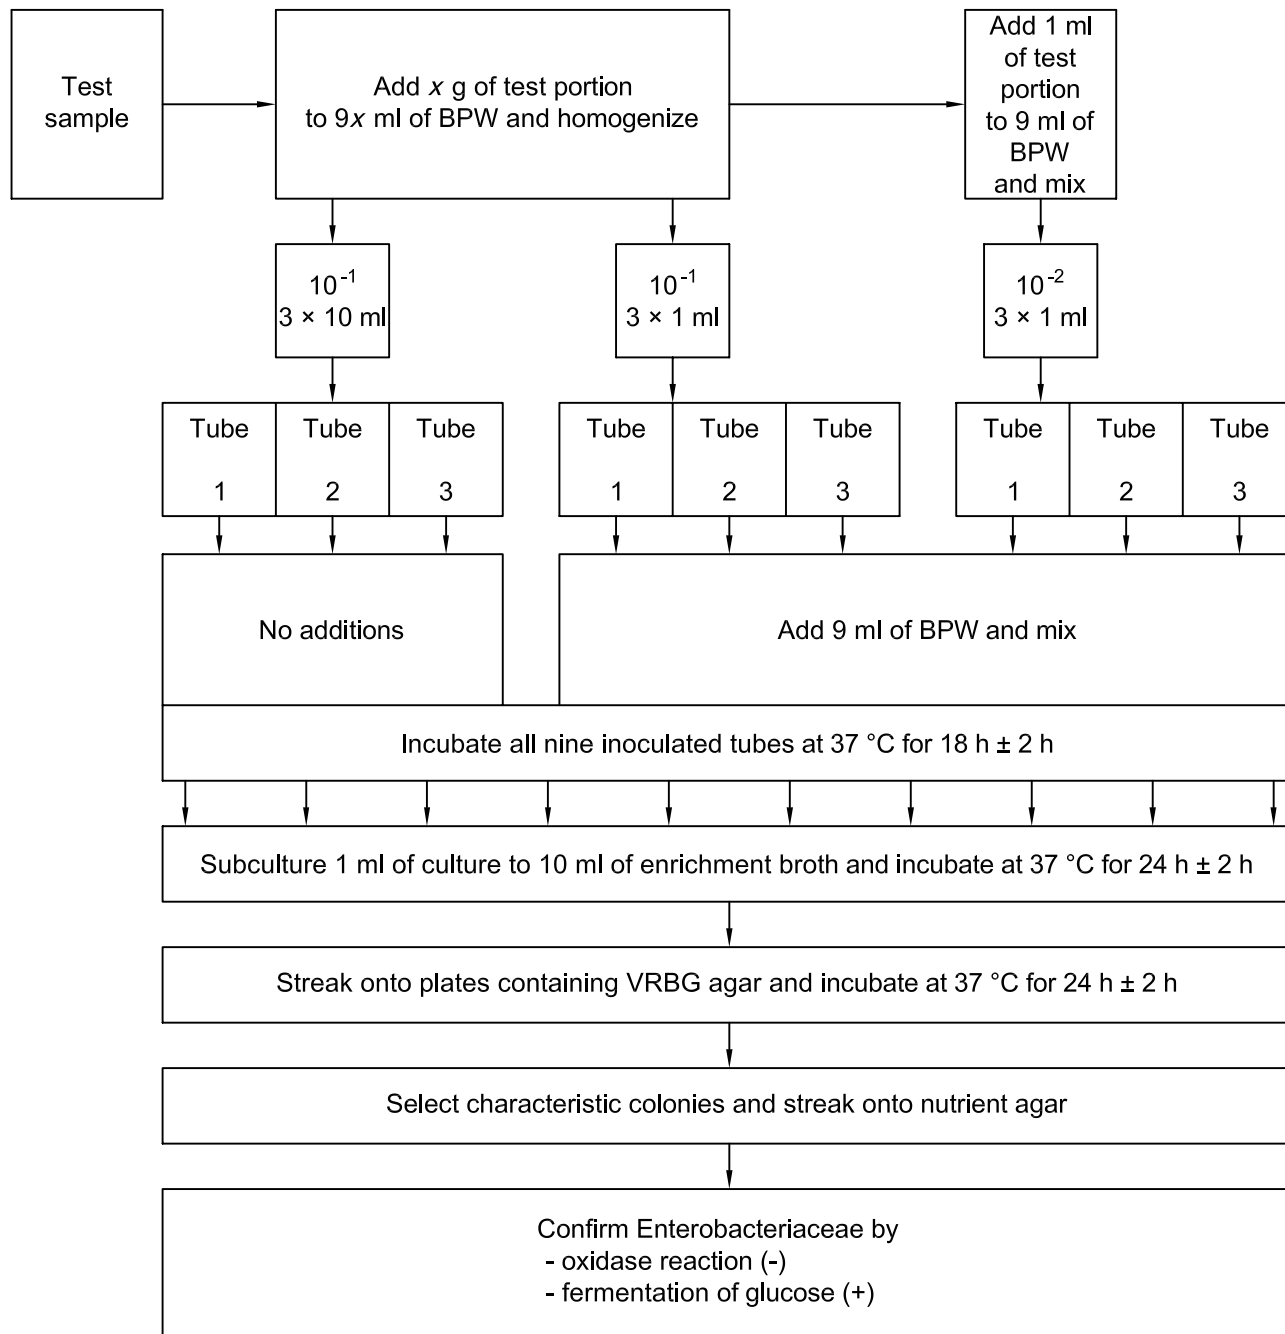 Test
sample
Add x g of test portion
to 9x ml of BPW and homogenize
Add 1 ml
of test
portion
to 9 ml of
BPW
and mix
10⁻¹
3 × 10 ml
10⁻¹
3 × 1 ml
10⁻²
3 × 1 ml
Tube
1
Tube
2
Tube
3
Tube
1
Tube
2
Tube
3
Tube
1
Tube
2
Tube
3
No additions
Add 9 ml of BPW and mix
Incubate all nine inoculated tubes at 37 °C for 18 h ± 2 h
Subculture 1 ml of culture to 10 ml of enrichment broth and incubate at 37 °C for 24 h ± 2 h
Streak onto plates containing VRBG agar and incubate at 37 °C for 24 h ± 2 h
Select characteristic colonies and streak onto nutrient agar
Confirm Enterobacteriaceae by
- oxidase reaction (-)
- fermentation of glucose (+)